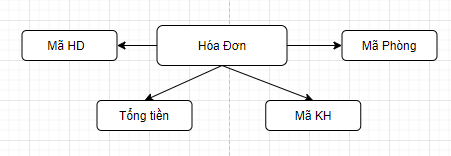 Mã HD
Hóa Đơn
Mã Phòng
Tổng tiền
Mã KH